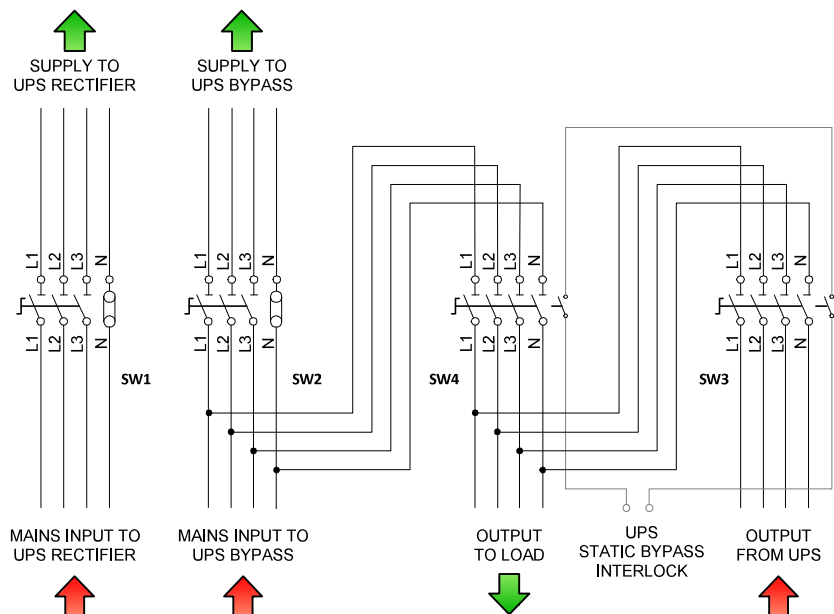 SUPPLY TO
UPS RECTIFIER
SUPPLY TO
UPS BYPASS
L1 L2 L3 N
L1 L2 L3 N
L1 L2 L3 N
L1 L2 L3 N
L1 L2 L3 N
L1 L2 L3 N
L1 L2 L3 N
L1 L2 L3 N
SW1
SW2
SW4
SW3
MAINS INPUT TO
UPS RECTIFIER
MAINS INPUT TO
UPS BYPASS
OUTPUT
TO LOAD
UPS
STATIC BYPASS
INTERLOCK
OUTPUT
FROM UPS